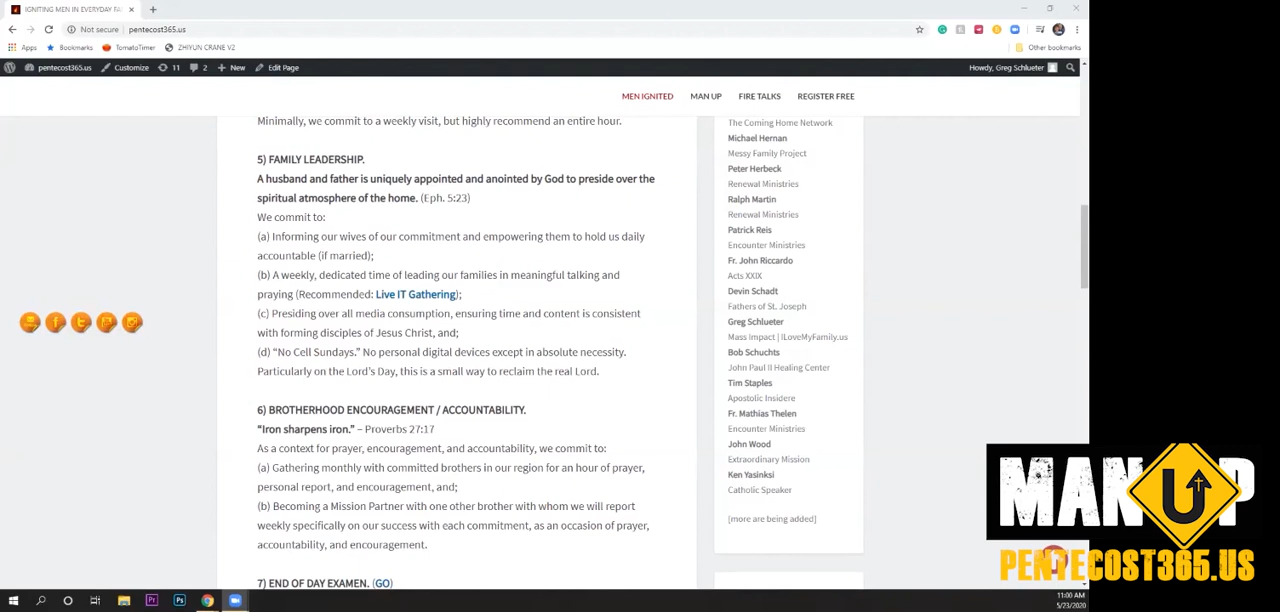 IGNITING MEN IN EVERYDAY FA
Not secure | pentecost365.us
Apps Bookmarks TomatoTimer ZHIYUN CRANE V2 Other bookmarks
pentecost365.us Customize 11 2 New Edit Page Howdy, Greg Schlueter
MEN IGNITED MAN UP FIRE TALKS REGISTER FREE
Minimally, we commit to a weekly visit, but highly recommend an entire hour.
5) FAMILY LEADERSHIP.
A husband and father is uniquely appointed and anointed by God to preside over the
spiritual atmosphere of the home. (Eph. 5:23)
We commit to:
(a) Informing our wives of our commitment and empowering them to hold us daily
accountable (if married);
(b) A weekly, dedicated time of leading our families in meaningful talking and
praying (Recommended: Live IT Gathering);
(c) Presiding over all media consumption, ensuring time and content is consistent
with forming disciples of Jesus Christ, and;
(d) “No Cell Sundays.” No personal digital devices except in absolute necessity.
Particularly on the Lord’s Day, this is a small way to reclaim the real Lord.
6) BROTHERHOOD ENCOURAGEMENT / ACCOUNTABILITY.
“Iron sharpens iron.” – Proverbs 27:17
As a context for prayer, encouragement, and accountability, we commit to:
(a) Gathering monthly with committed brothers in our region for an hour of prayer,
personal report, and encouragement, and;
(b) Becoming a Mission Partner with one other brother with whom we will report
weekly specifically on our success with each commitment, as an occasion of prayer,
accountability, and encouragement.
7) END OF DAY EXAMEN. (GO)
The Coming Home Network
Michael Hernan
Messy Family Project
Peter Herbeck
Renewal Ministries
Ralph Martin
Renewal Ministries
Patrick Reis
Encounter Ministries
Fr. John Riccardo
Acts XXIX
Devin Schadt
Fathers of St. Joseph
Greg Schlueter
Mass Impact | ILoveMyFamily.us
Bob Schuchts
John Paul II Healing Center
Tim Staples
Apostolic Insidere
Fr. Mathias Thelen
Encounter Ministries
John Wood
Extraordinary Mission
Ken Yasinksi
Catholic Speaker
[more are being added]
MAN UP
PENTECOST365.US
11:00 AM
5/23/2020